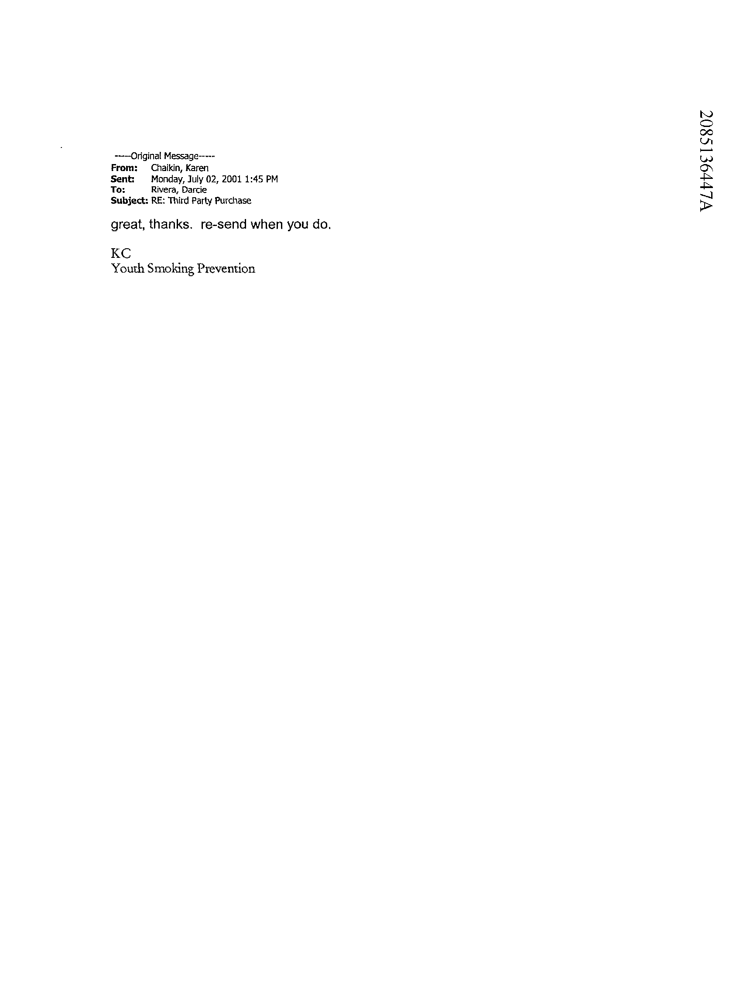 -----Original Message-----
From: Chaikin, Karen
Sent: Monday, July 02, 2001 1:45 PM
To: Rivera, Darcie
Subject: RE: Third Party Purchase
great, thanks. re-send when you do.
KC
Youth Smoking Prevention
2085136447A